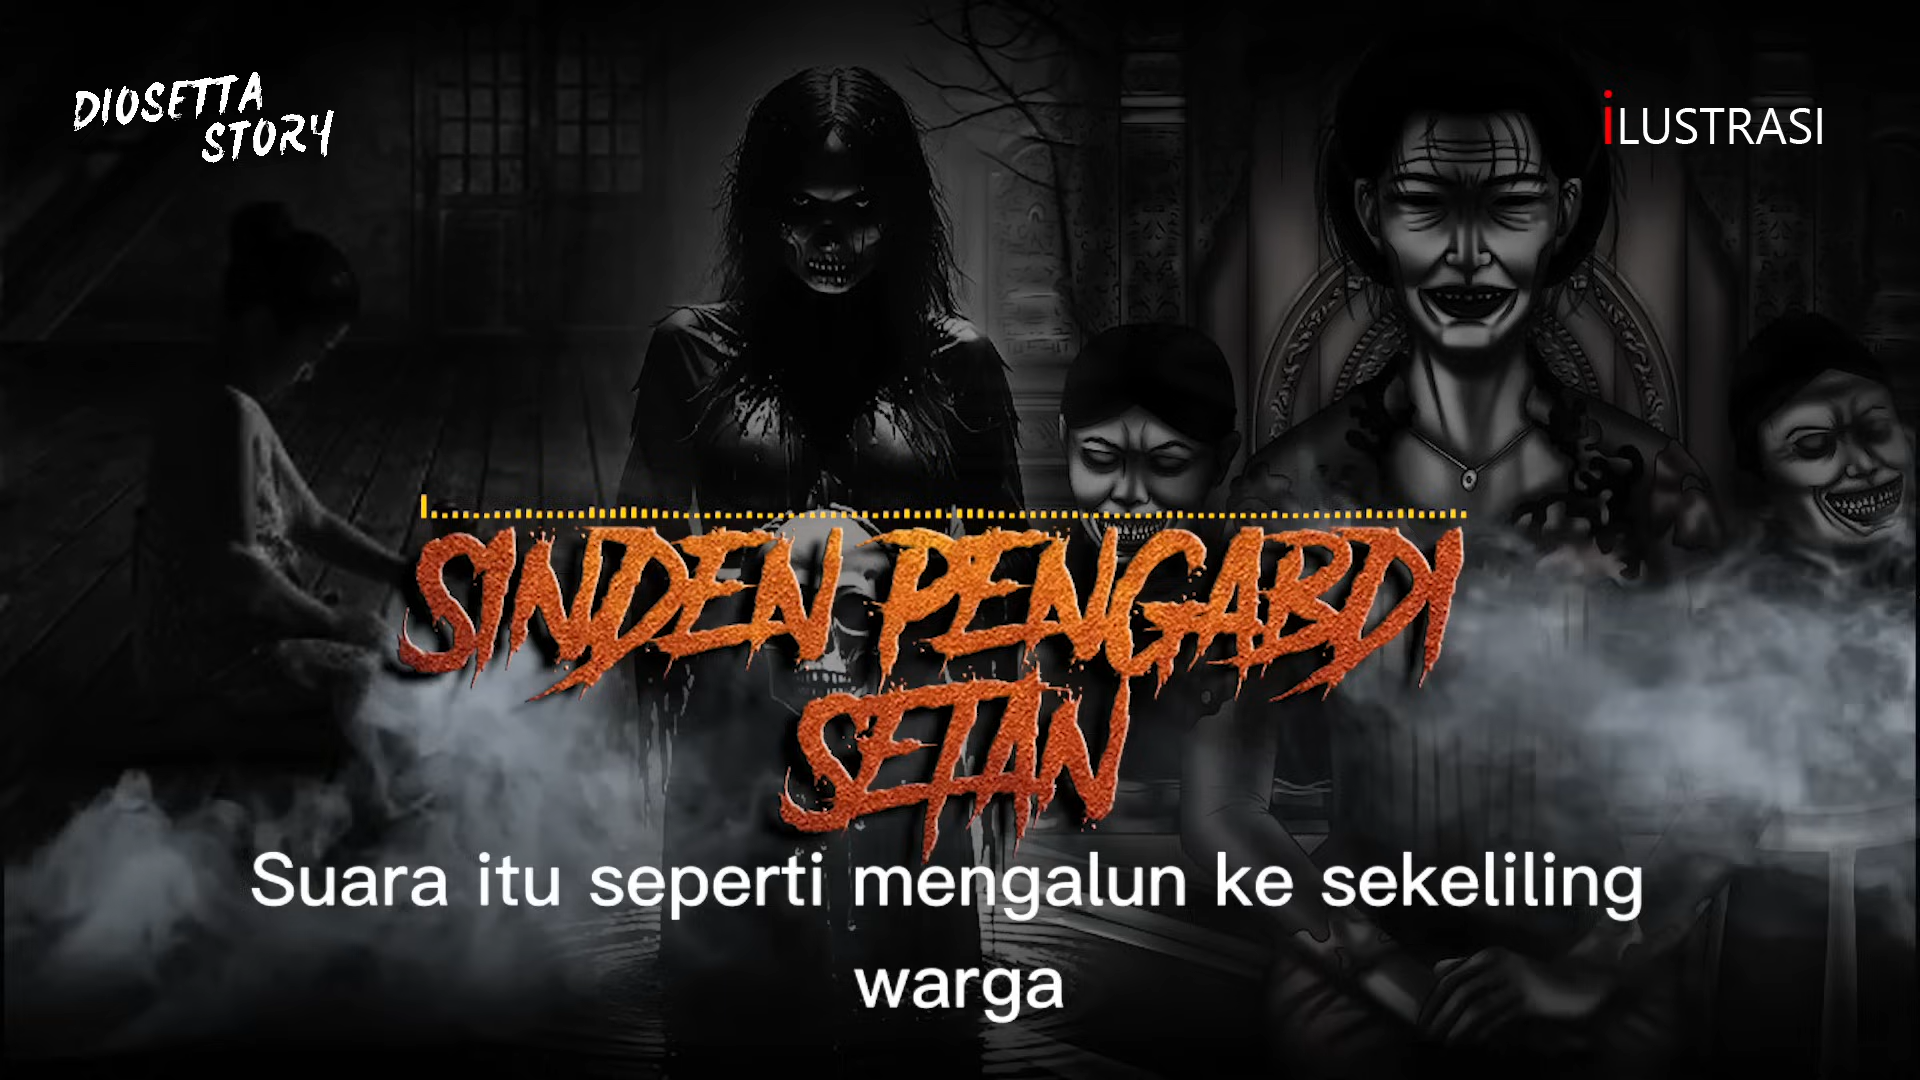 DIOSETTA
STORY
iLUSTRASI
SINDEN PENGABDI
SETAN
Suara itu seperti mengalun ke sekeliling
warga